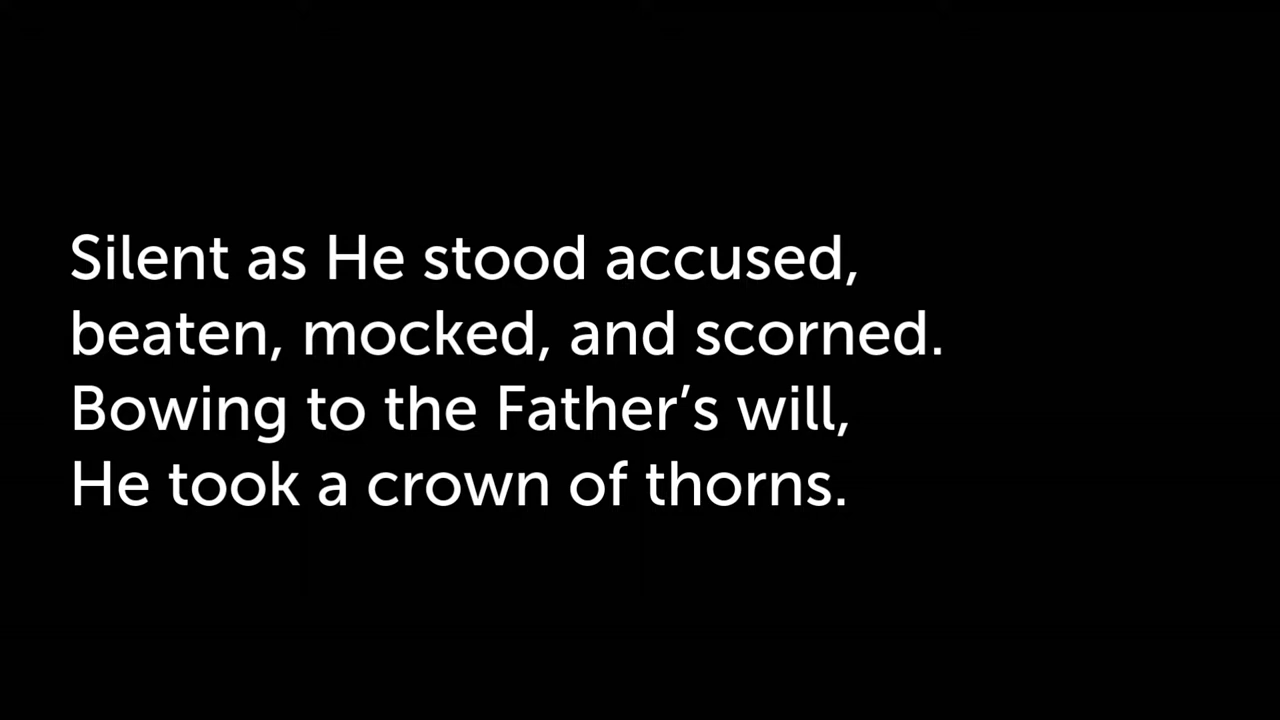 Silent as He stood accused,
beaten, mocked, and scorned.
Bowing to the Father’s will,
He took a crown of thorns.